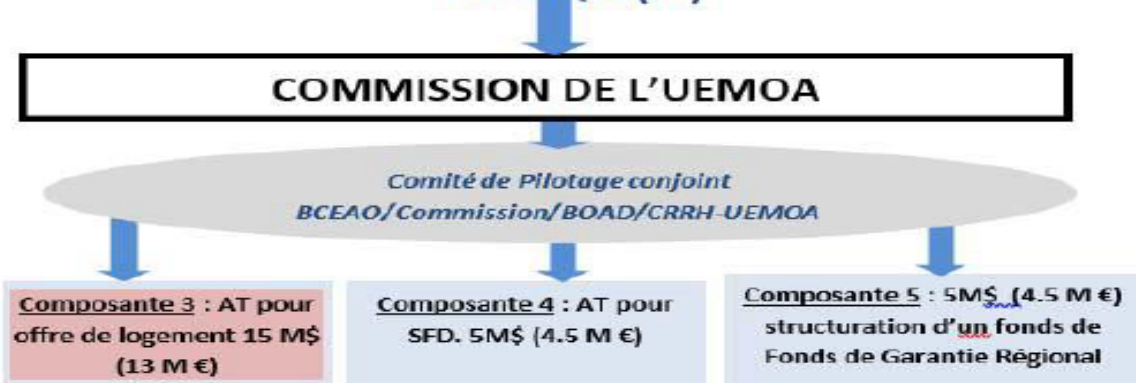 COMMISSION DE L'UEMOA
Comité de Pilotage conjoint
BCEAO/Commission/BOAD/CRRH-UEMOA
Composante 3 : AT pour
offre de logement 15 M$
(13 M €)
Composante 4 : AT pour
SFD. 5M$ (4.5 M €)
Composante 5 : 5M$ (4.5 M €)
structuration d'un fonds de
Fonds de Garantie Régional